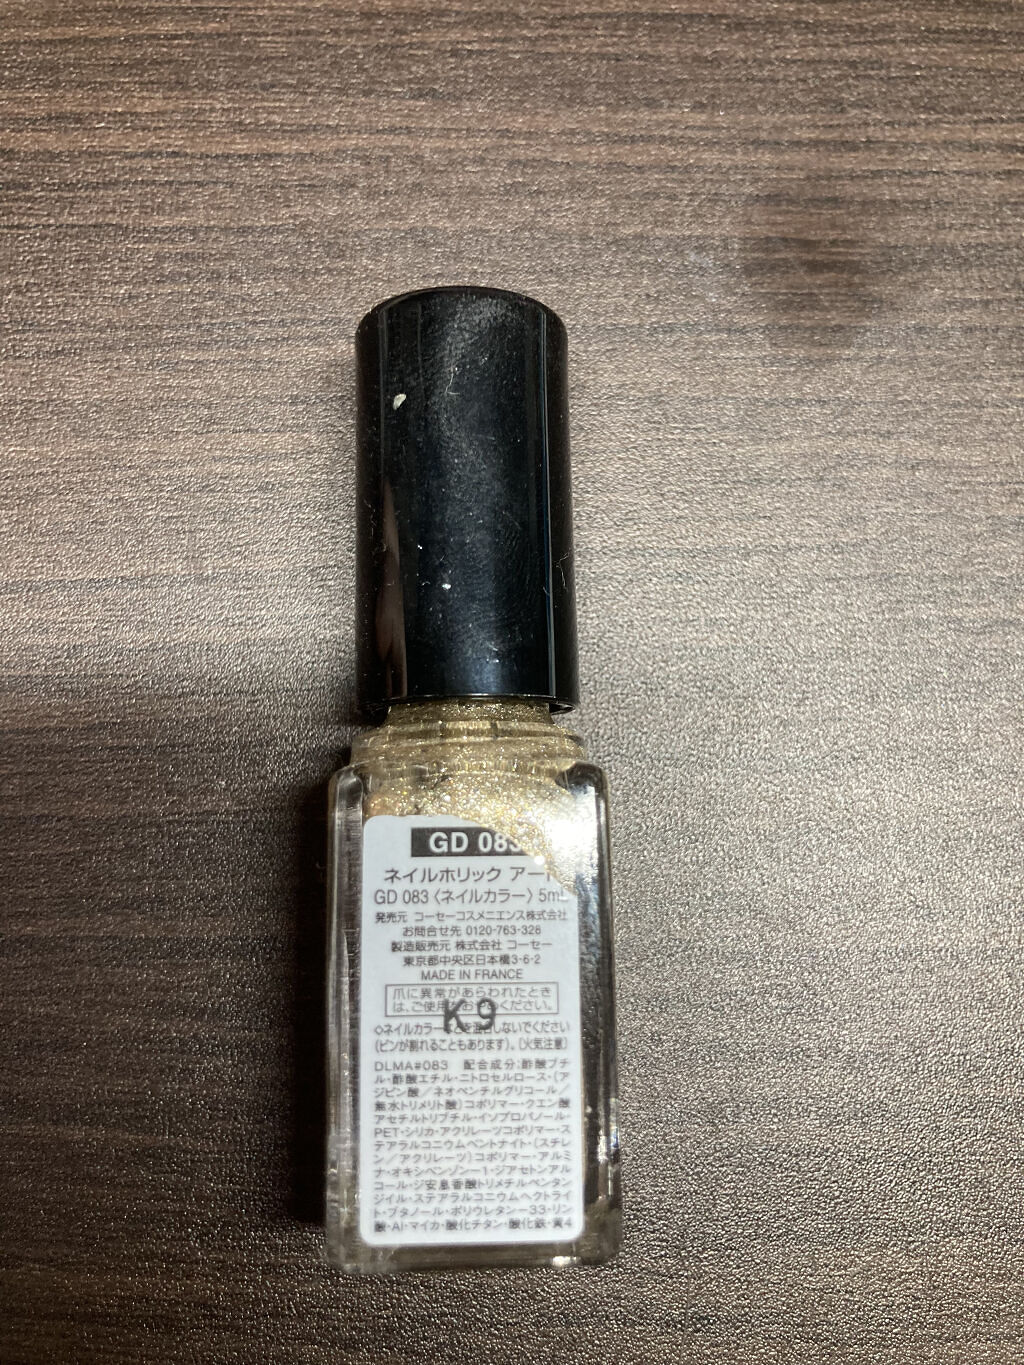 GD 083
ネイルホリック アート
GD 083〈ネイルカラー〉5mL
発売元 コーセーコスメニエンス株式会社
お問合せ先 0120-763-328
製造販売元 株式会社 コーセー
東京都中央区日本橋3-6-2
MADE IN FRANCE
爪に異常があらわれたとき
は、ご使用をおやめください。
K9
◇ネイルカラー液を混合しないでください
(ビンが割れることもあります)。[火気注意]
DLMA#083 配合成分:酢酸ブチ
ル・酢酸エチル・ニトロセルロース・(ア
ジピン酸/ネオペンチルグリコール/
無水トリメリト酸)コポリマー・クエン酸
アセチルトリブチル・イソプロパノール・
PET・シリカ・アクリレーツコポリマー・ス
テアラルコニウムベントナイト・(スチレ
ン/アクリレーツ)コポリマー・アルミ
ナ・オキシベンゾン-1・ジアセトンアル
コール・ジ安息香酸トリメチルペンタン
ジイル・ステアラルコニウムヘクトライ
ト・ブタノール・ポリウレタン-33・リン
酸・Al・マイカ・酸化チタン・酸化鉄・黄4